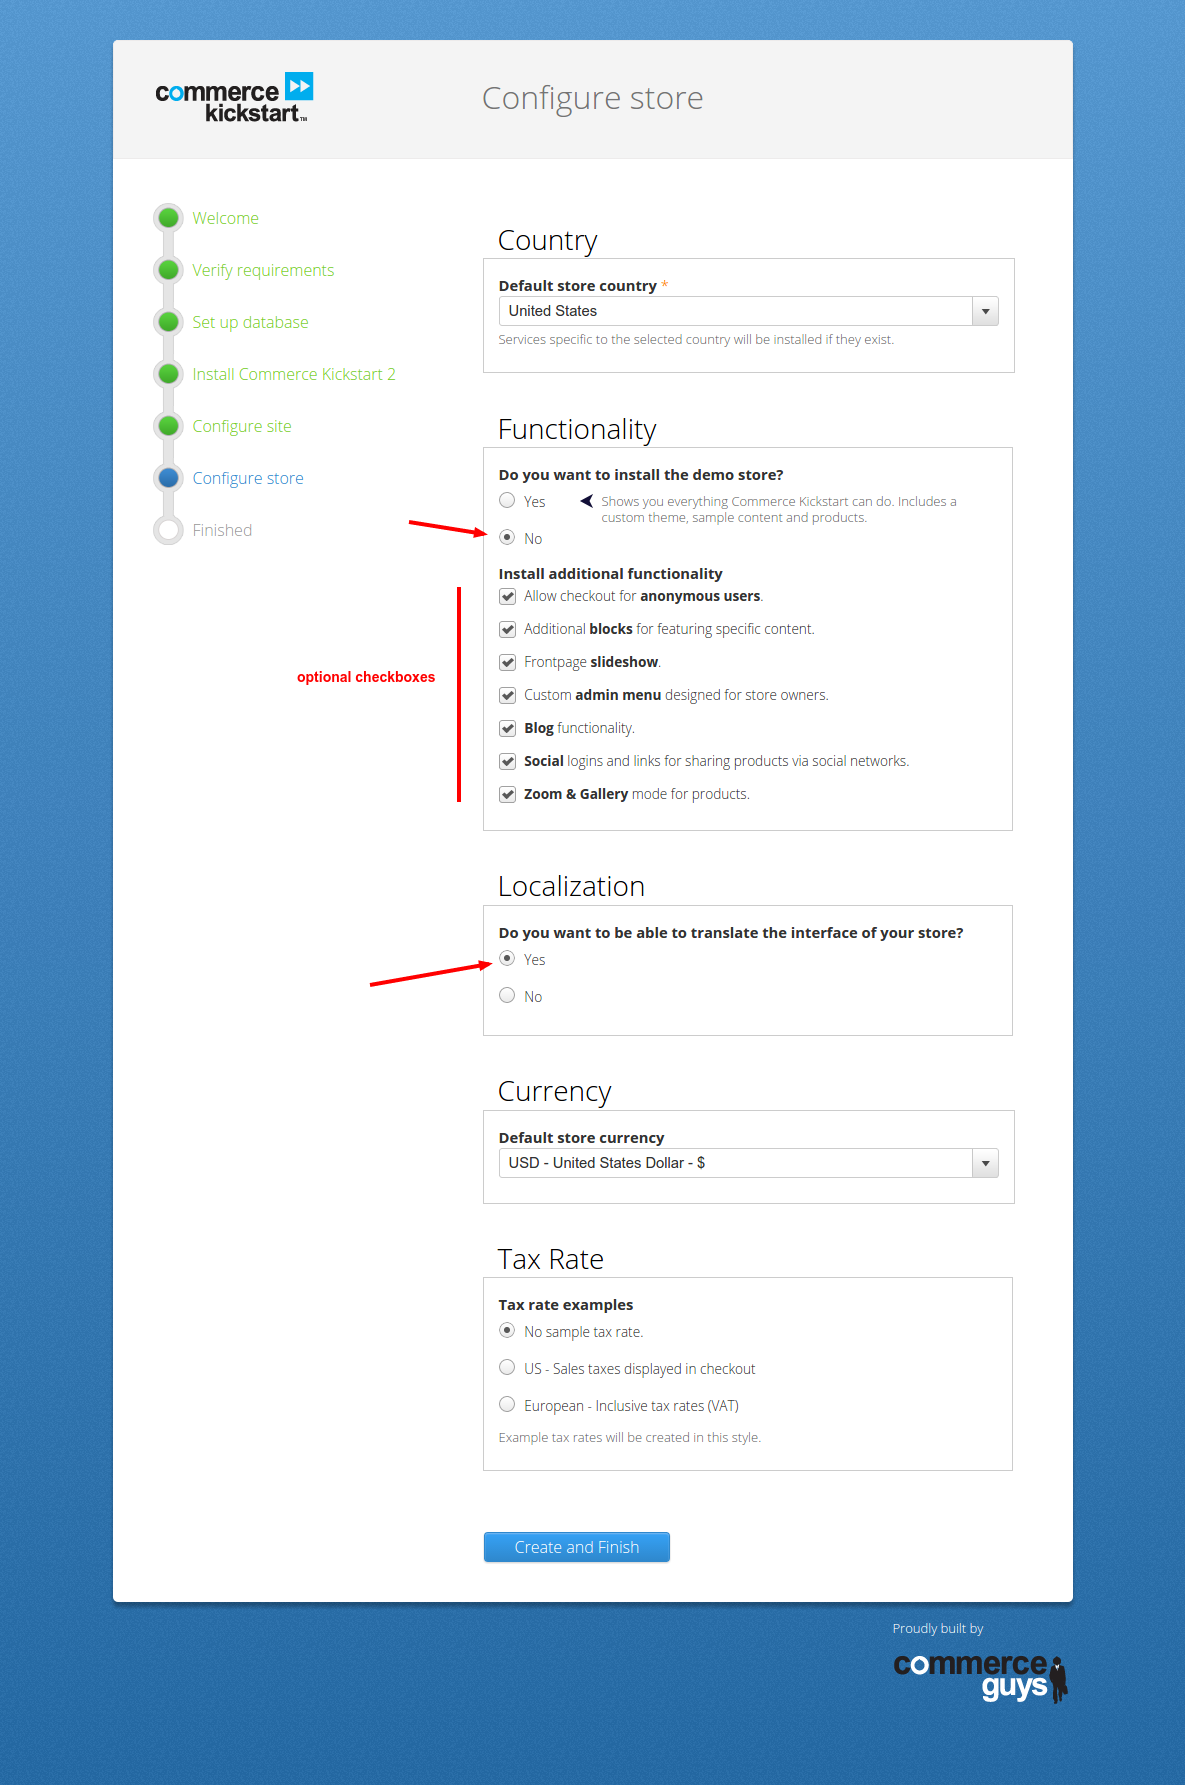 commerce
kickstart™
Configure store
Welcome
Verify requirements
Set up database
Install Commerce Kickstart 2
Configure site
Configure store
Finished
Country
Default store country *
United States
Services specific to the selected country will be installed if they exist.
Functionality
Do you want to install the demo store?
Yes
Shows you everything Commerce Kickstart can do. Includes a
custom theme, sample content and products.
No
Install additional functionality
Allow checkout for anonymous users.
Additional blocks for featuring specific content.
Frontpage slideshow.
optional checkboxes
Custom admin menu designed for store owners.
Blog functionality.
Social logins and links for sharing products via social networks.
Zoom & Gallery mode for products.
Localization
Do you want to be able to translate the interface of your store?
Yes
No
Currency
Default store currency
USD - United States Dollar - $
Tax Rate
Tax rate examples
No sample tax rate.
US - Sales taxes displayed in checkout
European - Inclusive tax rates (VAT)
Example tax rates will be created in this style.
Create and Finish
Proudly built by
commerce
guys